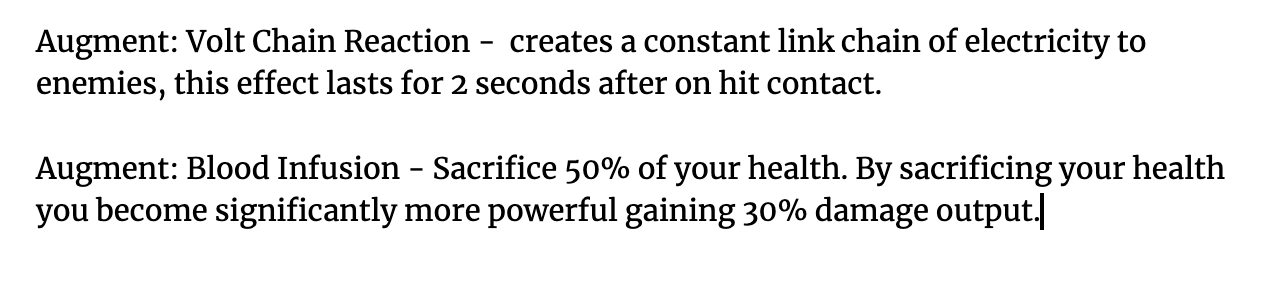 Augment: Volt Chain Reaction -  creates a constant link chain of electricity to
enemies, this effect lasts for 2 seconds after on hit contact.
Augment: Blood Infusion - Sacrifice 50% of your health. By sacrificing your health
you become significantly more powerful gaining 30% damage output.